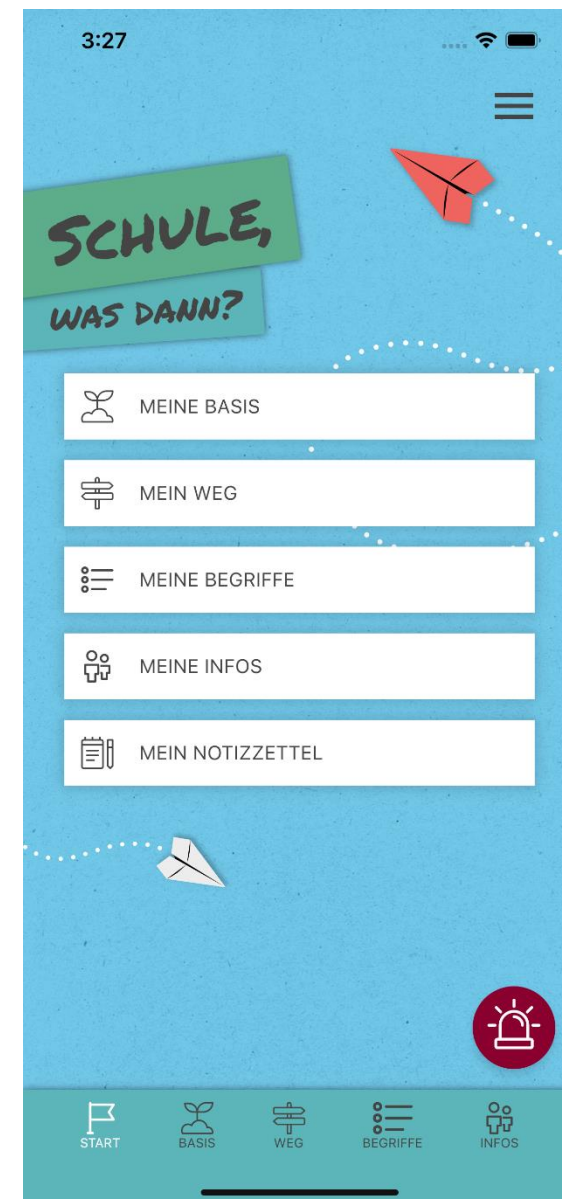 3:27
SCHULE,
WAS DANN?
MEINE BASIS
MEIN WEG
MEINE BEGRIFFE
MEINE INFOS
MEIN NOTIZZETTEL
START BASIS WEG BEGRIFFE INFOS